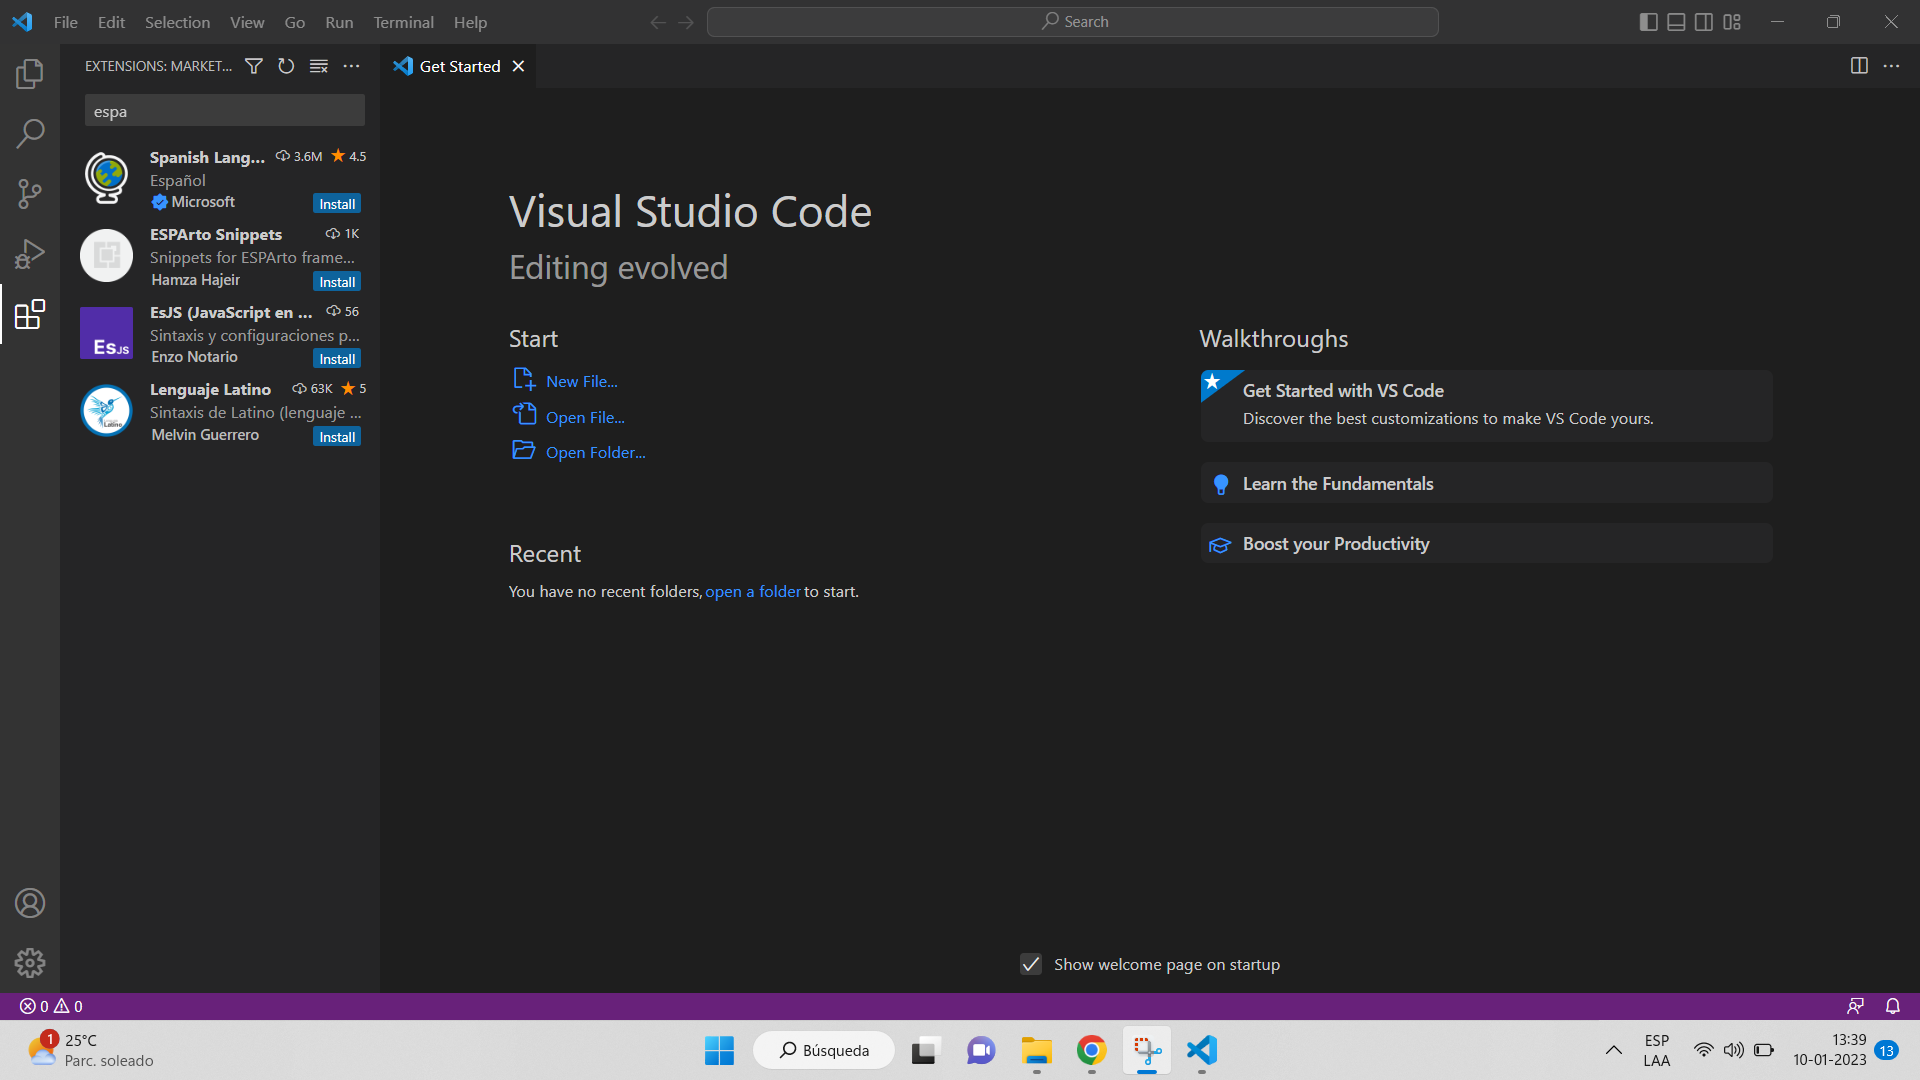 File Edit Selection View Go Run Terminal Help
Search
EXTENSIONS: MARKET...
Get Started
espa
Spanish Lang... 3.6M 4.5
Español
Microsoft Install
ESPArto Snippets 1K
Snippets for ESPArto frame...
Hamza Hajeir Install
EsJS (JavaScript en ... 56
Sintaxis y configuraciones p...
Enzo Notario Install
EsJS
Lenguaje Latino 63K 5
Sintaxis de Latino (lenguaje ...
Melvin Guerrero Install
Latino
Visual Studio Code
Editing evolved
Start
New File...
Open File...
Open Folder...
Recent
You have no recent folders, open a folder to start.
Walkthroughs
Get Started with VS Code
Discover the best customizations to make VS Code yours.
Learn the Fundamentals
Boost your Productivity
Show welcome page on startup
0 0
1
25°C
Parc. soleado
Búsqueda
ESP
LAA
13:39
10-01-2023
13